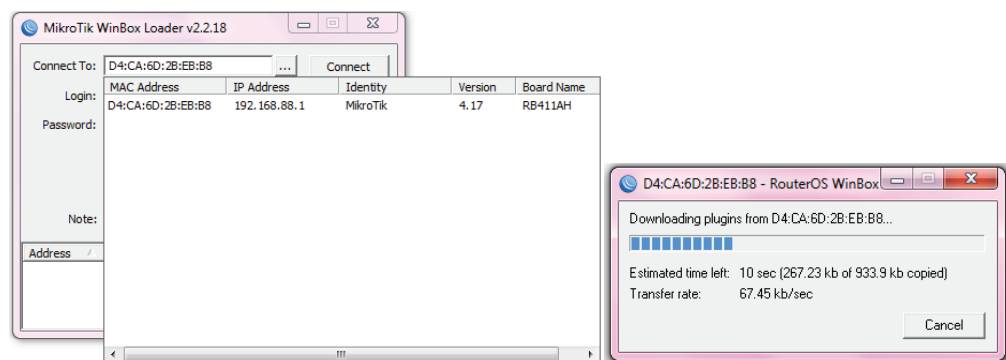 MikroTik WinBox Loader v2.2.18
Connect To: D4:CA:6D:2B:EB:B8 ... Connect
Login:
Password:
Note:
Address
MAC Address IP Address Identity Version Board Name
D4:CA:6D:2B:EB:B8 192.168.88.1 MikroTik 4.17 RB411AH
D4:CA:6D:2B:EB:B8 - RouterOS WinBox
Downloading plugins from D4:CA:6D:2B:EB:B8...
Estimated time left: 10 sec (267.23 kb of 933.9 kb copied)
Transfer rate: 67.45 kb/sec
Cancel